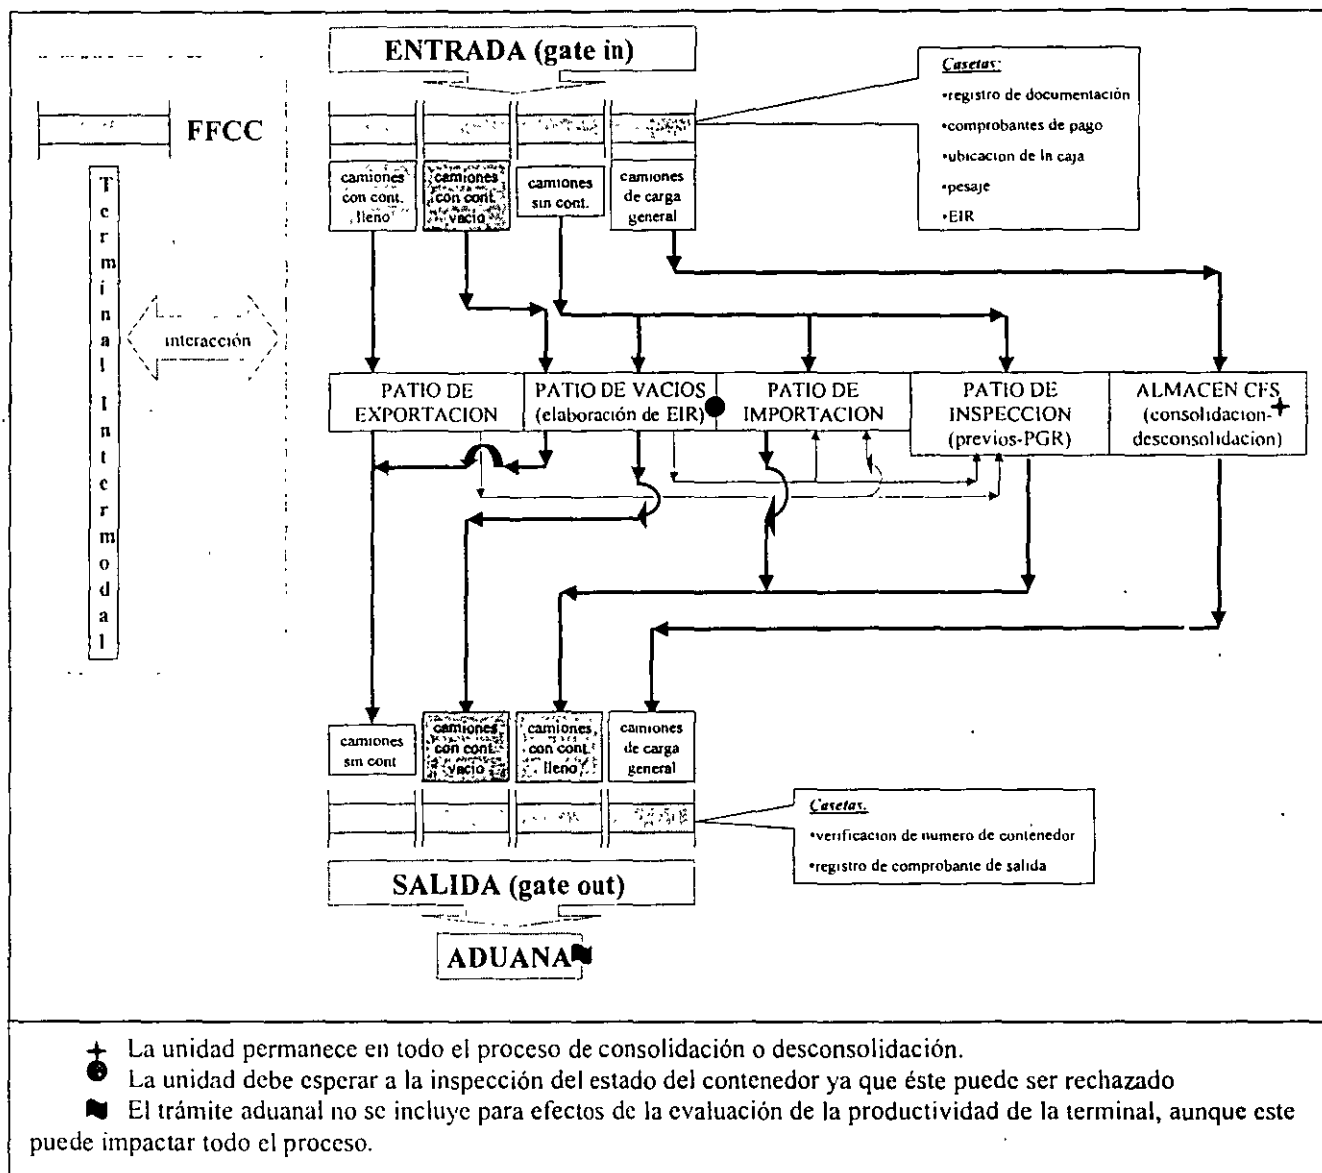 ENTRADA (gate in)
Casetas:
•registro de documentación
•comprobantes de pago
•ubicacion de la caja
•pesaje
•EIR
FFCC
Terminal Intermodal
interacción
camiones
con cont.
lleno
camiones
con cont.
vacio
camiones
sin cont.
camiones
de carga
general
PATIO DE
EXPORTACION
PATIO DE VACIOS
(elaboración de EIR)
PATIO DE
IMPORTACION
PATIO DE
INSPECCION
(previos-PGR)
ALMACEN CFS
(consolidacion-
desconsolidacion)
camiones
sin cont
camiones
con cont.
vacio
camiones
con cont.
lleno
camiones
de carga
general
Casetas.
•verificacion de numero de contenedor
•registro de comprobante de salida
SALIDA (gate out)
ADUANA
La unidad permanece en todo el proceso de consolidación o desconsolidación.
La unidad debe esperar a la inspección del estado del contenedor ya que éste puede ser rechazado
El trámite aduanal no se incluye para efectos de la evaluación de la productividad de la terminal, aunque este
puede impactar todo el proceso.